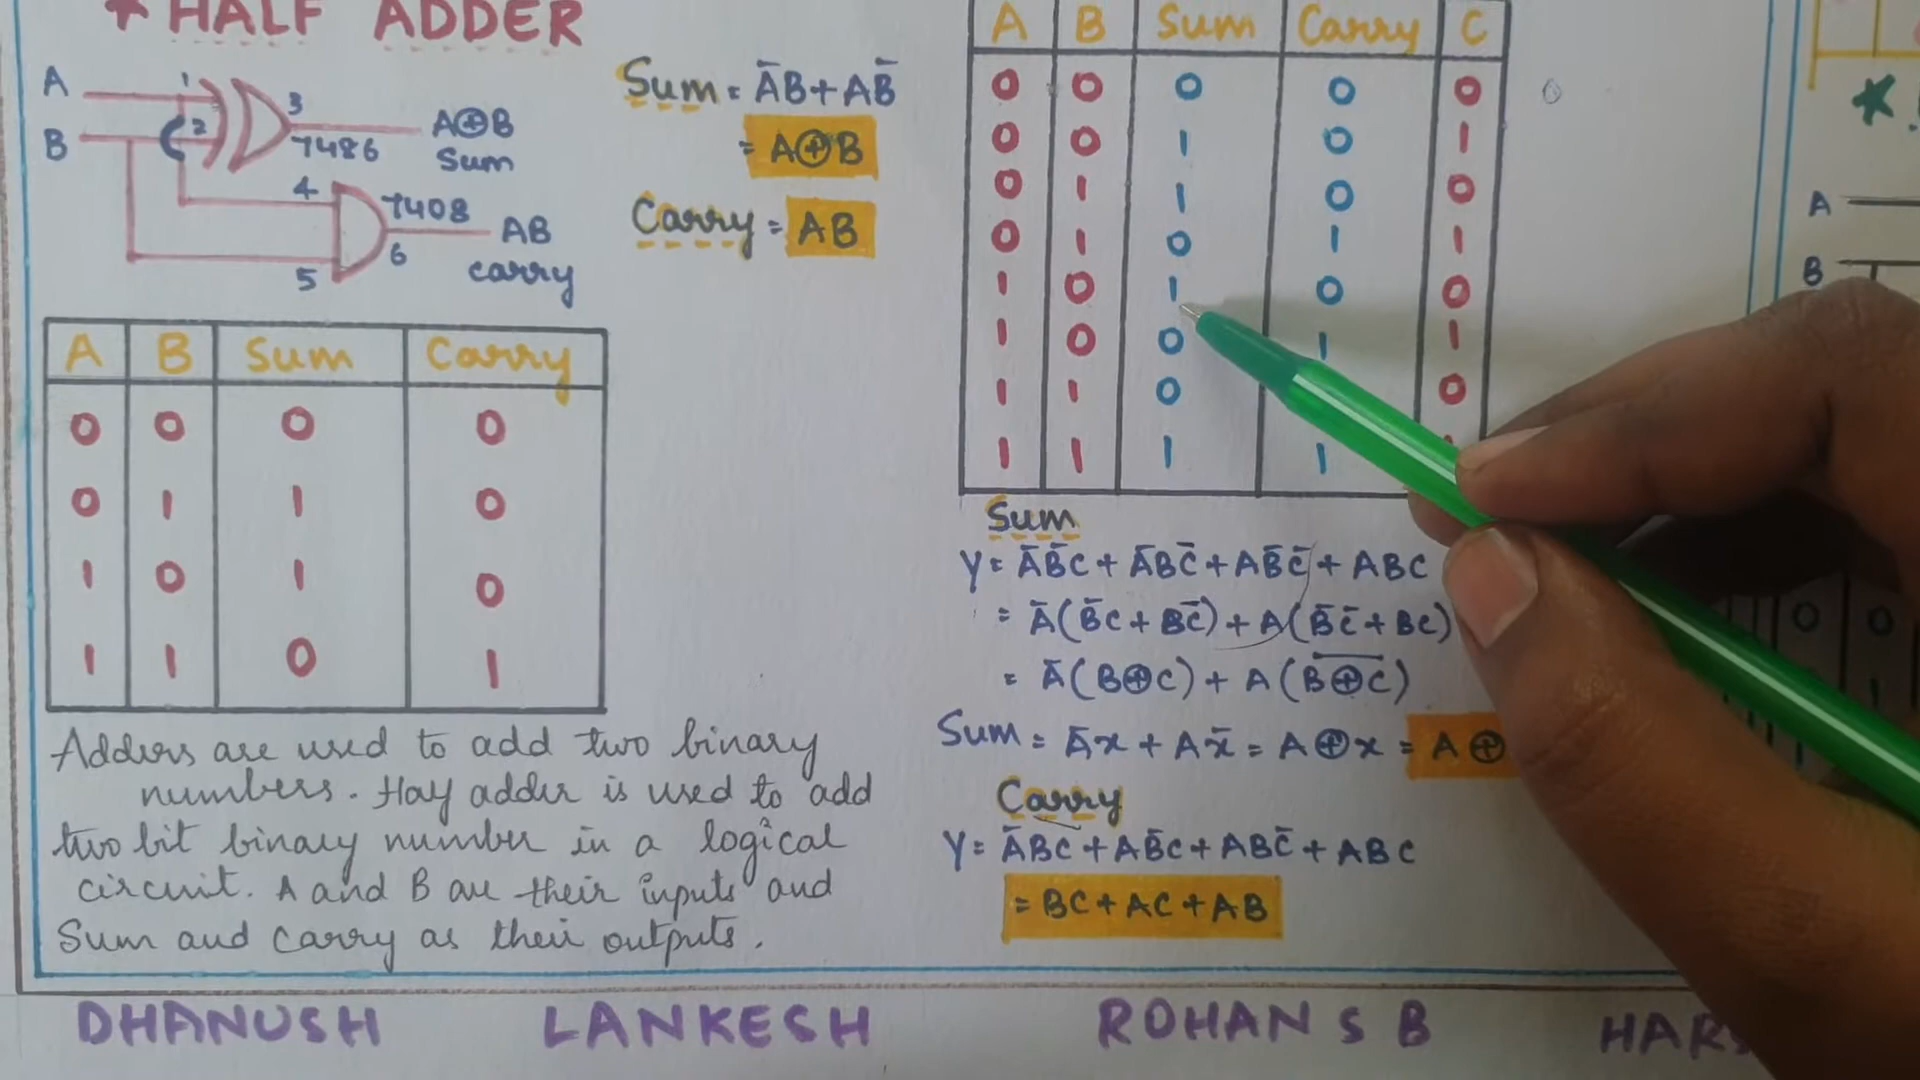 * HALF ADDER
A
B
1
2
3
7486
A⊕B
Sum
4
5
7408
6
AB
carry
Sum = A̅B + AB̅
= A⊕B
Carry = AB
A B Sum Carry
0 0 0 0
0 1 1 0
1 0 1 0
1 1 0 1
Adders are used to add two binary
numbers. Half adder is used to add
two bit binary number in a logical
circuit. A and B are their inputs and
Sum and carry as their outputs.
A B Sum Carry C
0 0 0 0 0
0 0 1 0 1
0 1 1 0 0
0 1 0 1 1
1 0 1 0 0
1 0 0 1 1
1 1 0 0
1 1 1 1
Sum
Y = A̅B̅C + A̅BC̅ + AB̅C̅ + ABC
= A̅(B̅C + BC̅) + A(B̅C̅ + BC)
= A̅(B⊕C) + A(B̅⊕̅C̅)
Sum = A̅x + Ax̅ = A⊕x = A⊕
Carry
Y = A̅BC + AB̅C + ABC̅ + ABC
= BC + AC + AB
A
B
0 0
DHANUSH LANKESH ROHAN S B